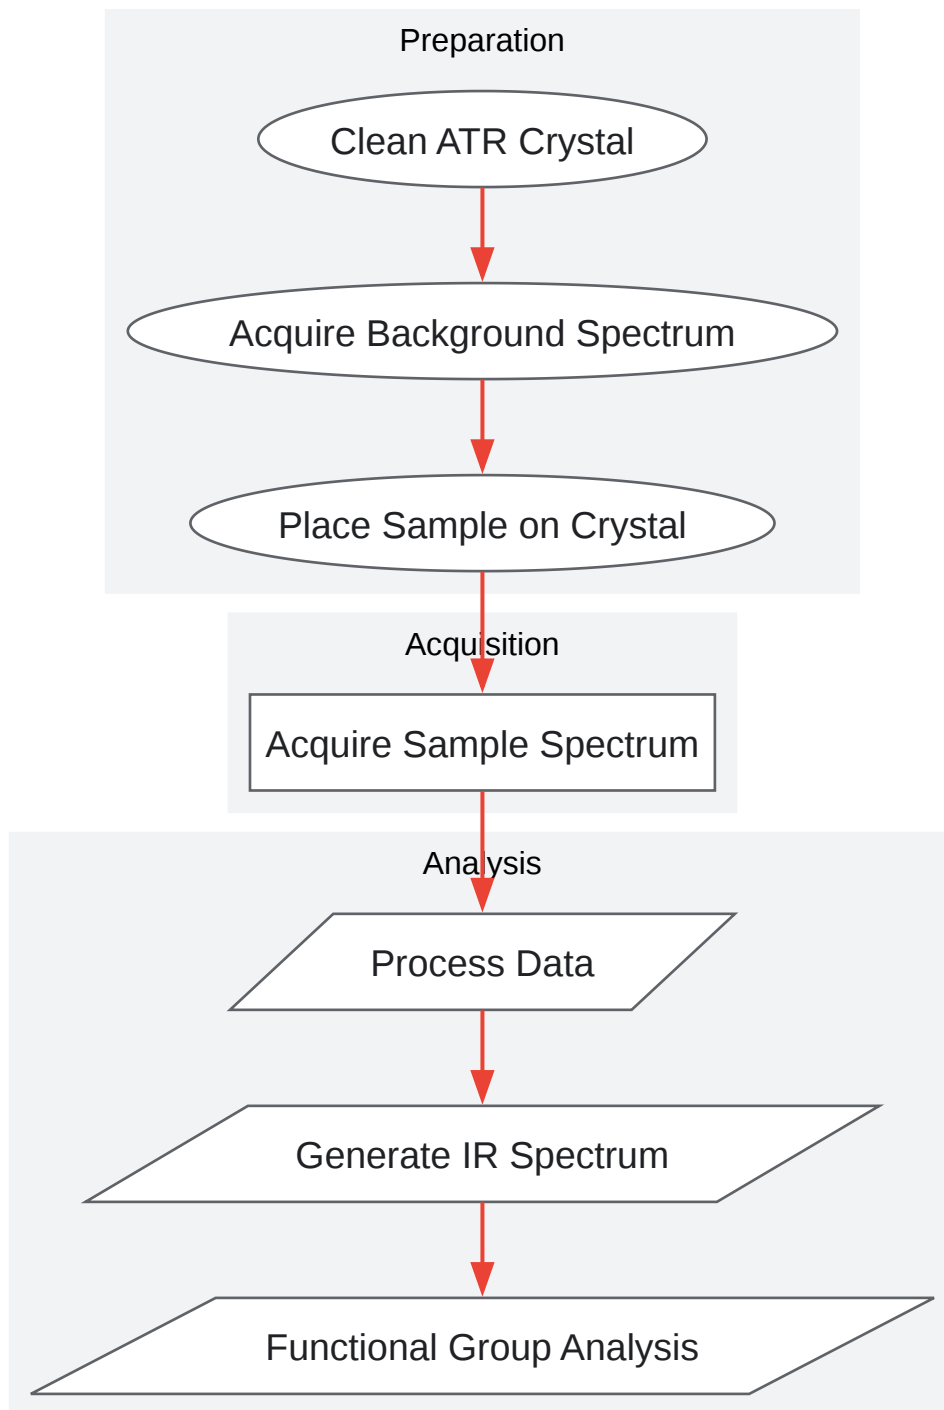 Preparation
Clean ATR Crystal
Acquire Background Spectrum
Place Sample on Crystal
Acquisition
Acquire Sample Spectrum
Analysis
Process Data
Generate IR Spectrum
Functional Group Analysis